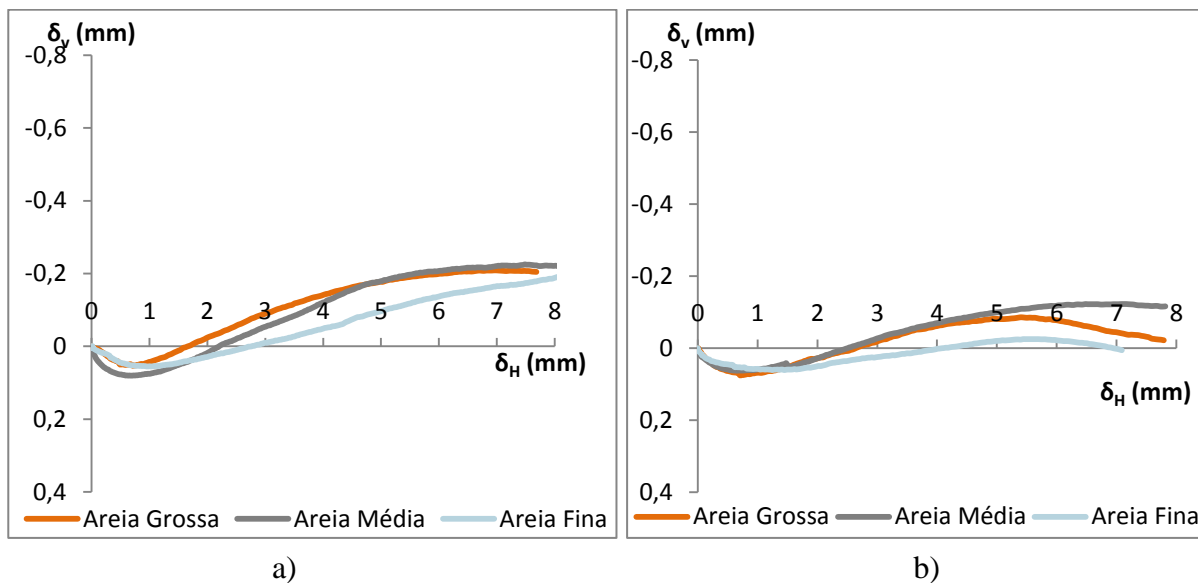 δv (mm)
-0,8
-0,6
-0,4
-0,2
0
0,2
0,4
0 1 2 3 4 5 6 7 8
δH (mm)
Areia Grossa Areia Média Areia Fina
a)
δv (mm)
-0,8
-0,6
-0,4
-0,2
0
0,2
0,4
0 1 2 3 4 5 6 7 8
δH (mm)
Areia Grossa Areia Média Areia Fina
b)